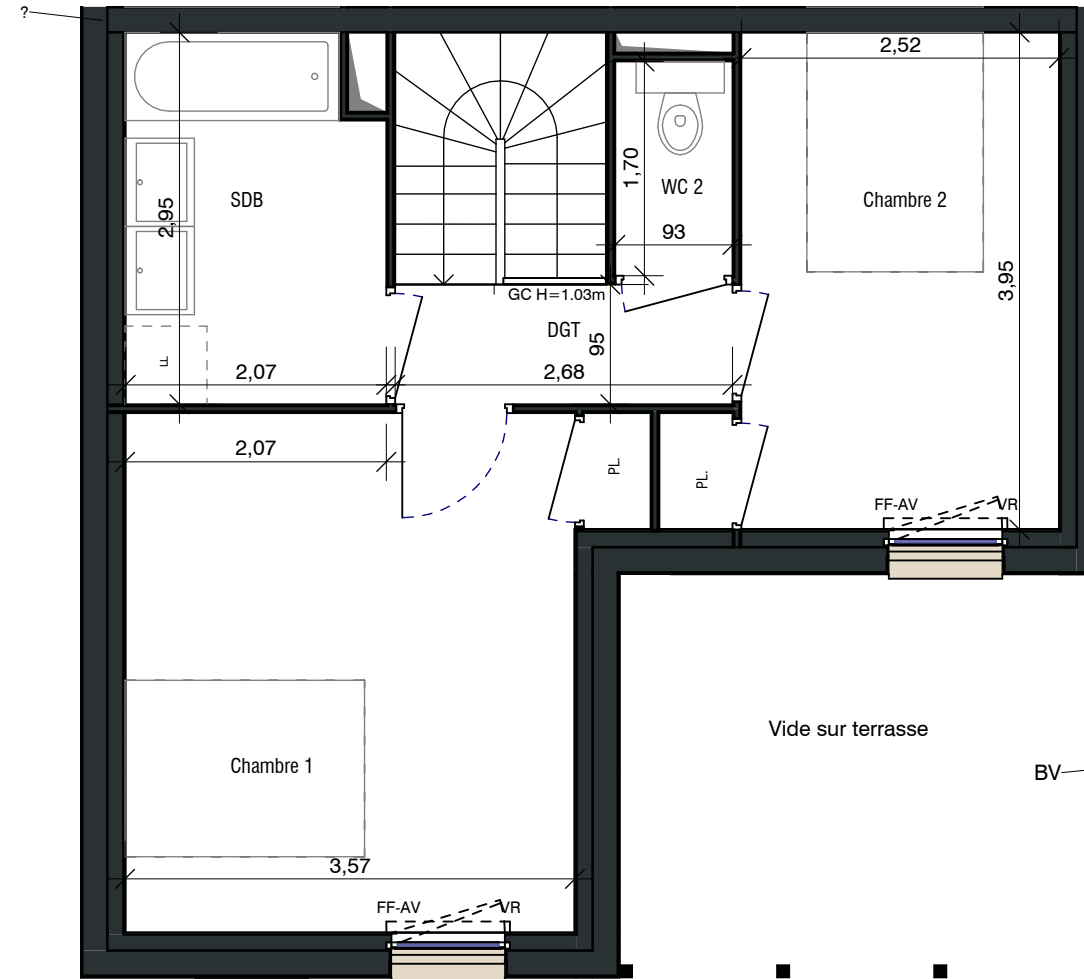 ?
2,52
SDB
1,70
WC 2
Chambre 2
2,95
93
3,95
GC H=1.03m
DGT
95
LL
2,07
2,68
2,07
PL.
PL.
FF-AV
VR
Vide sur terrasse
Chambre 1
BV
3,57
FF-AV
VR